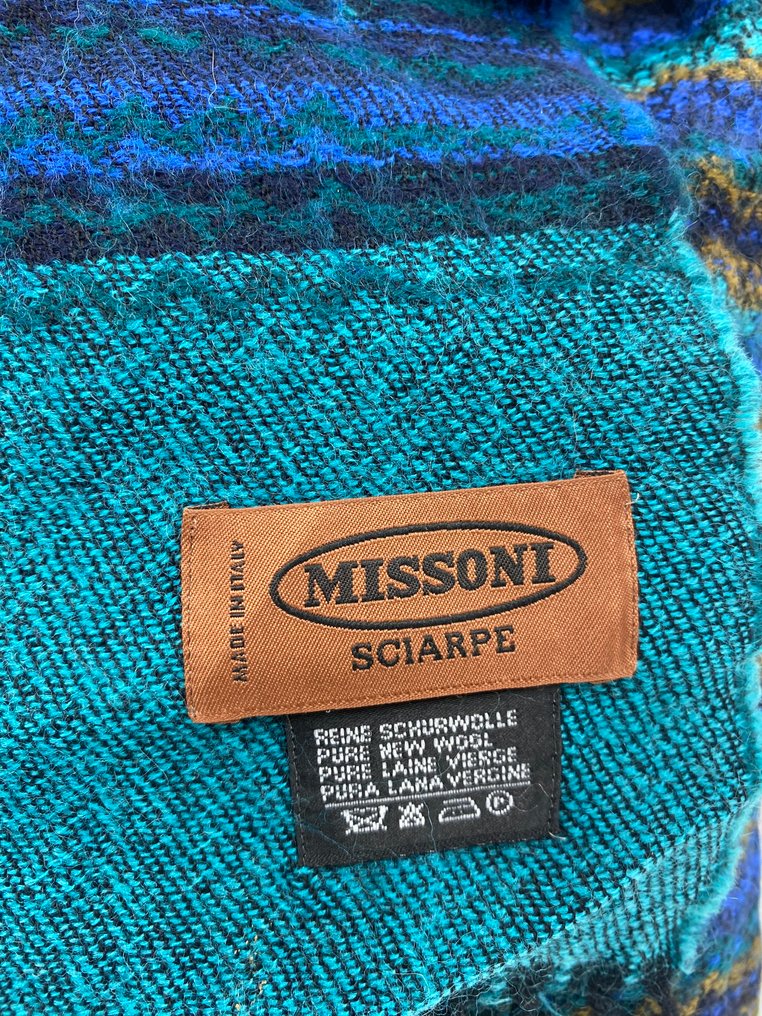 MADE IN ITALY
MISSONI
SCIARPE
REINE SCHURWOLLE
PURE NEW WOOL
PURE LAINE VIERGE
PURA LANA VERGINE
P